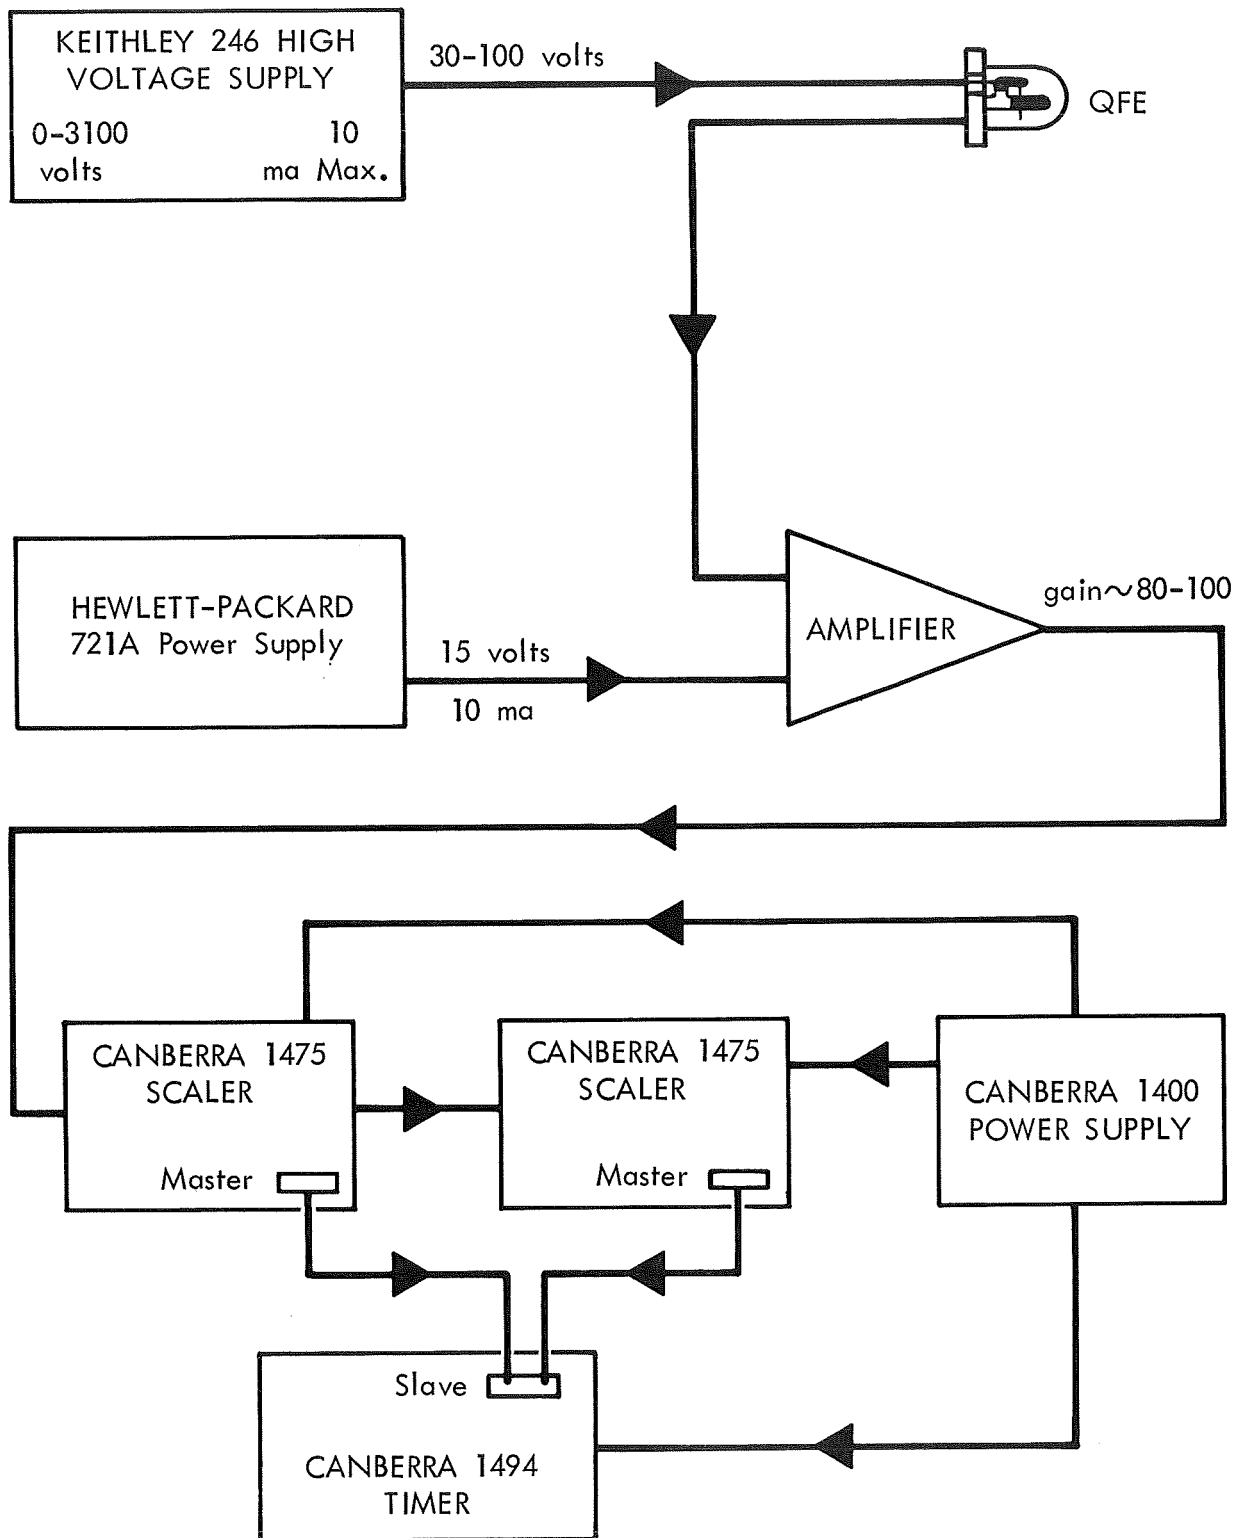 KEITHLEY 246 HIGH
VOLTAGE SUPPLY
0-3100
volts
10
ma Max.
30-100 volts
QFE
HEWLETT-PACKARD
721A Power Supply
15 volts
10 ma
AMPLIFIER
gain~80-100
CANBERRA 1475
SCALER
Master
CANBERRA 1475
SCALER
Master
CANBERRA 1400
POWER SUPPLY
Slave
CANBERRA 1494
TIMER